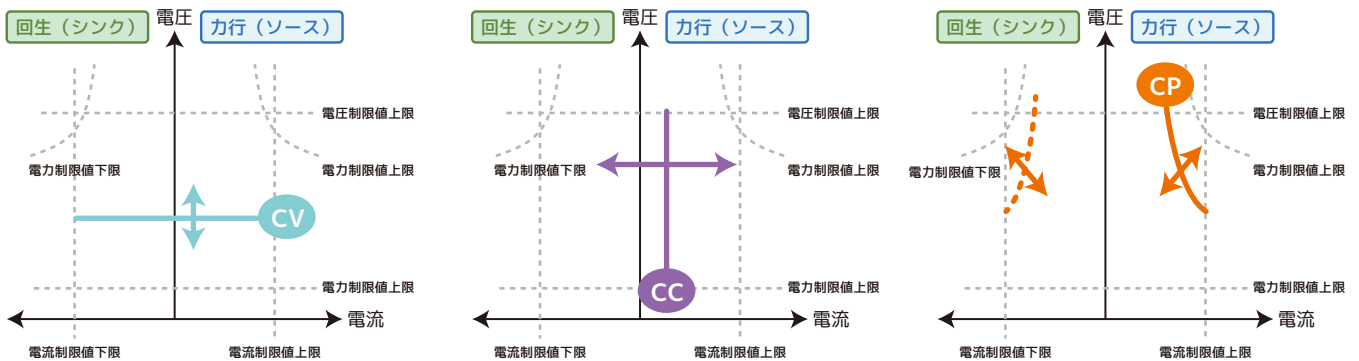 回生（シンク）
電圧
力行（ソース）
電圧制限値上限
電力制限値下限
電力制限値上限
CV
電力制限値上限
電流
電流制限値下限
電流制限値上限
回生（シンク）
電圧
力行（ソース）
電圧制限値上限
電力制限値下限
電力制限値上限
CC
電力制限値上限
電流
電流制限値下限
電流制限値上限
回生（シンク）
電圧
力行（ソース）
CP
電圧制限値上限
電力制限値下限
電力制限値上限
電力制限値上限
電流
電流制限値下限
電流制限値上限